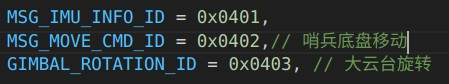 MSG_IMU_INFO_ID = 0x0401,
MSG_MOVE_CMD_ID = 0x0402,// 哨兵底盘移动
GIMBAL_ROTATION_ID = 0x0403, // 大云台旋转